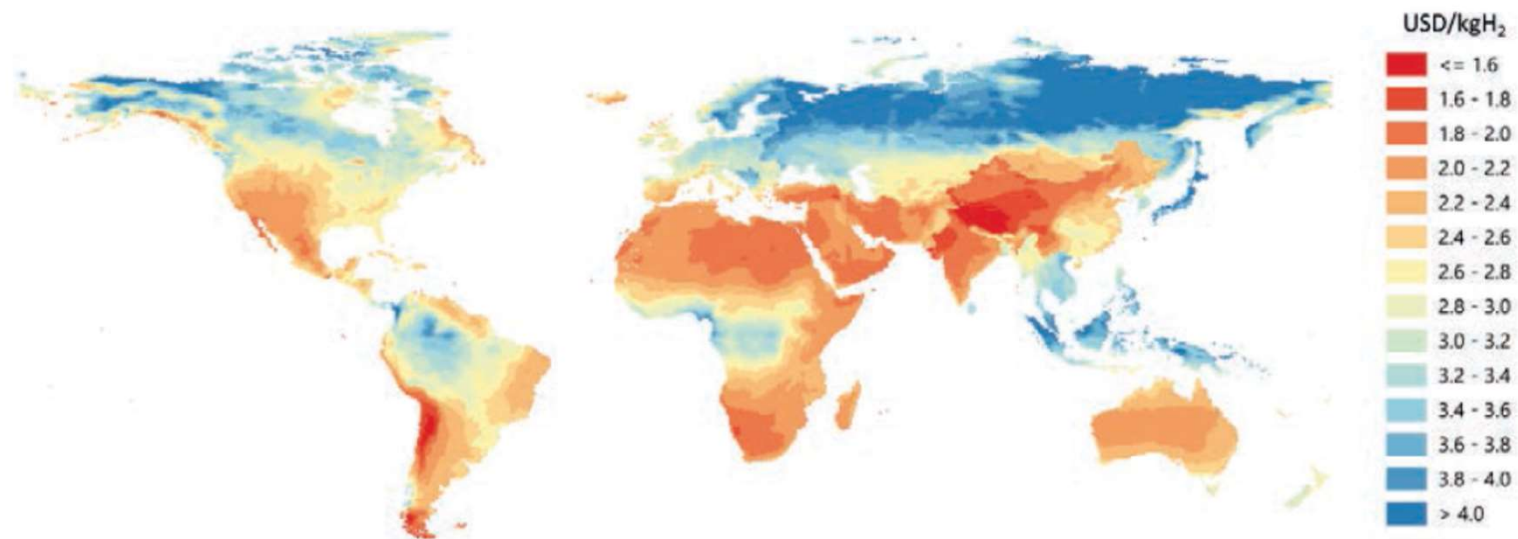 USD/kgH₂
<= 1.6
1.6 - 1.8
1.8 - 2.0
2.0 - 2.2
2.2 - 2.4
2.4 - 2.6
2.6 - 2.8
2.8 - 3.0
3.0 - 3.2
3.2 - 3.4
3.4 - 3.6
3.6 - 3.8
3.8 - 4.0
> 4.0